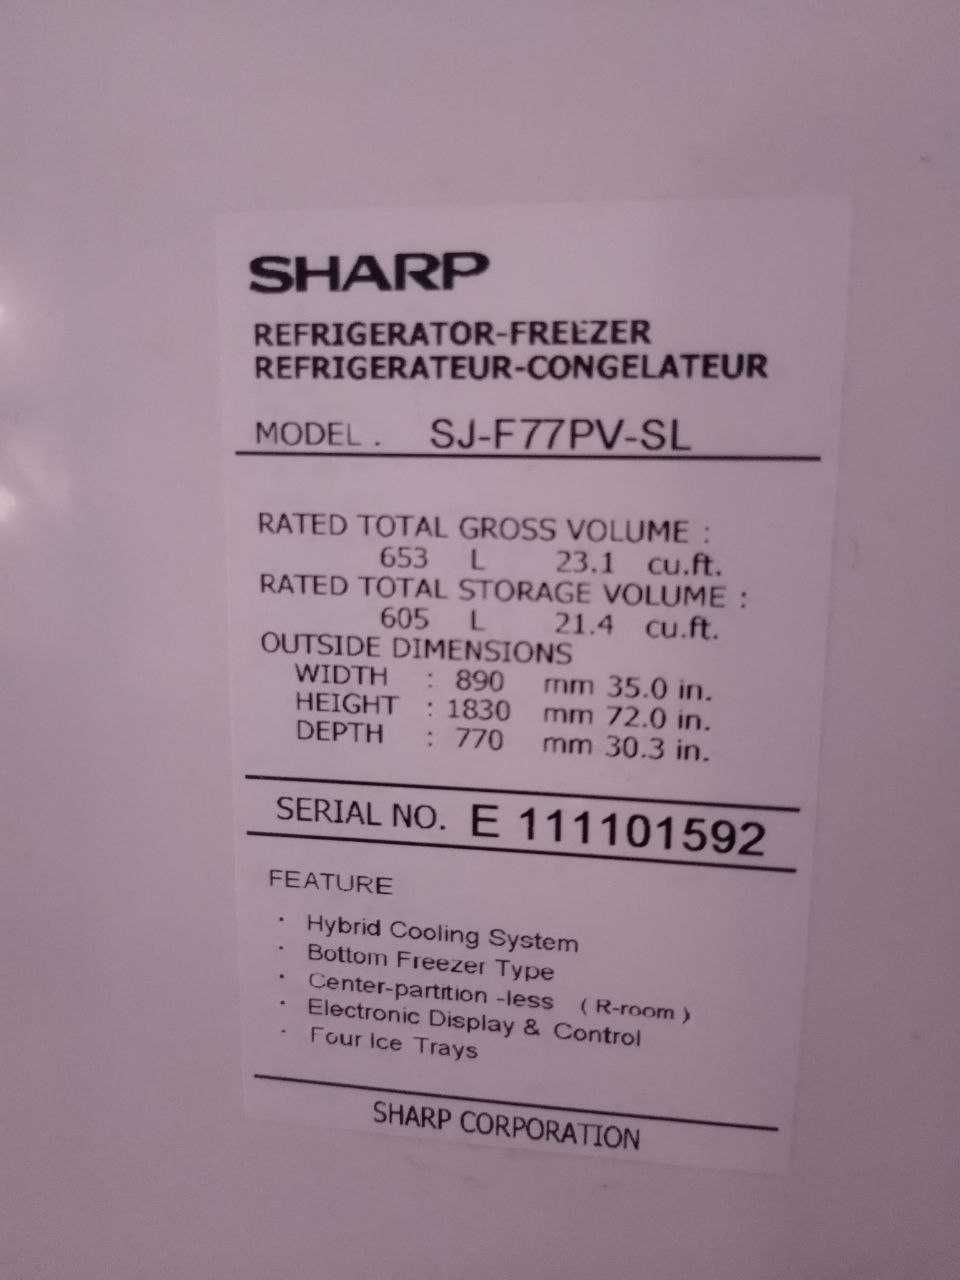 SHARP
REFRIGERATOR-FREEZER
REFRIGERATEUR-CONGELATEUR
MODEL . SJ-F77PV-SL
RATED TOTAL GROSS VOLUME :
653 L 23.1 cu.ft.
RATED TOTAL STORAGE VOLUME :
605 L 21.4 cu.ft.
OUTSIDE DIMENSIONS
WIDTH : 890 mm 35.0 in.
HEIGHT : 1830 mm 72.0 in.
DEPTH : 770 mm 30.3 in.
SERIAL NO. E 111101592
FEATURE
· Hybrid Cooling System
· Bottom Freezer Type
· Center-partition -less ( R-room )
· Electronic Display & Control
· Four Ice Trays
SHARP CORPORATION